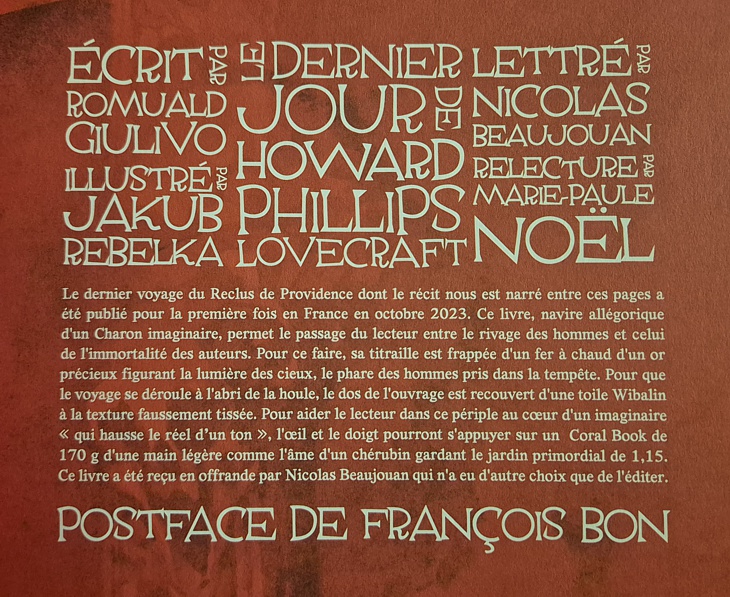 ÉCRIT PAR
ROMUALD
GIULIVO
ILLUSTRÉ PAR
JAKUB
REBELKA
LE DERNIER
JOUR DE
HOWARD
PHILLIPS
LOVECRAFT
LETTRÉ PAR
NICOLAS
BEAUJOUAN
RELECTURE PAR
MARIE-PAULE
NOËL
Le dernier voyage du Reclus de Providence dont le récit nous est narré entre ces pages a
été publié pour la première fois en France en octobre 2023. Ce livre, navire allégorique
d'un Charon imaginaire, permet le passage du lecteur entre le rivage des hommes et celui
de l'immortalité des auteurs. Pour ce faire, sa titraille est frappée d'un fer à chaud d'un or
précieux figurant la lumière des cieux, le phare des hommes pris dans la tempête. Pour que
le voyage se déroule à l'abri de la houle, le dos de l'ouvrage est recouvert d'une toile Wibalin
à la texture faussement tissée. Pour aider le lecteur dans ce périple au cœur d'un imaginaire
« qui hausse le réel d'un ton », l'œil et le doigt pourront s'appuyer sur un Coral Book de
170 g d'une main légère comme l'âme d'un chérubin gardant le jardin primordial de 1,15.
Ce livre a été reçu en offrande par Nicolas Beaujouan qui n'a eu d'autre choix que de l'éditer.
POSTFACE DE FRANÇOIS BON